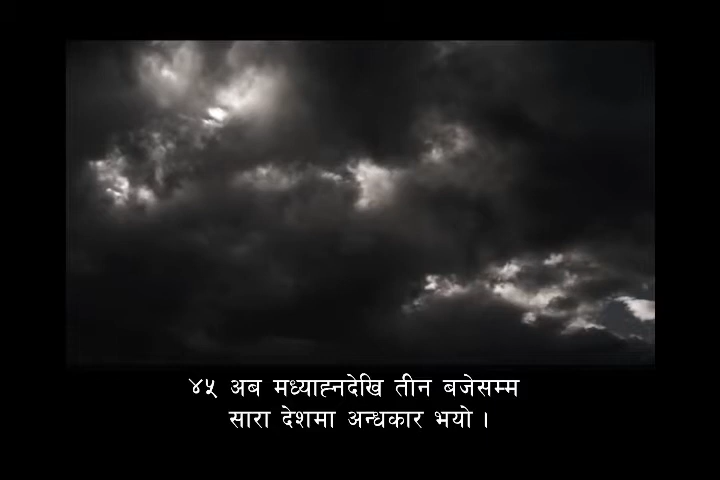 ४५ अब मध्याह्नदेखि तीन बजेसम्म
सारा देशमा अन्धकार भयो ।